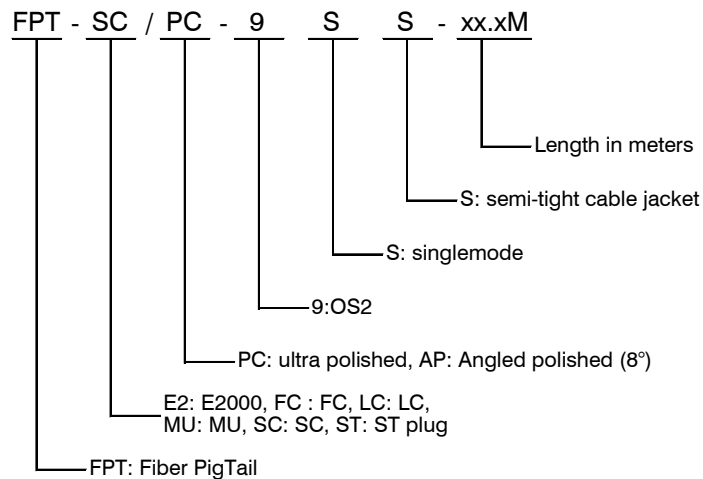 FPT - SC / PC - 9 S S - xx.xM
Length in meters
S: semi-tight cable jacket
S: singlemode
9:OS2
PC: ultra polished, AP: Angled polished (8°)
E2: E2000, FC : FC, LC: LC,
MU: MU, SC: SC, ST: ST plug
FPT: Fiber PigTail